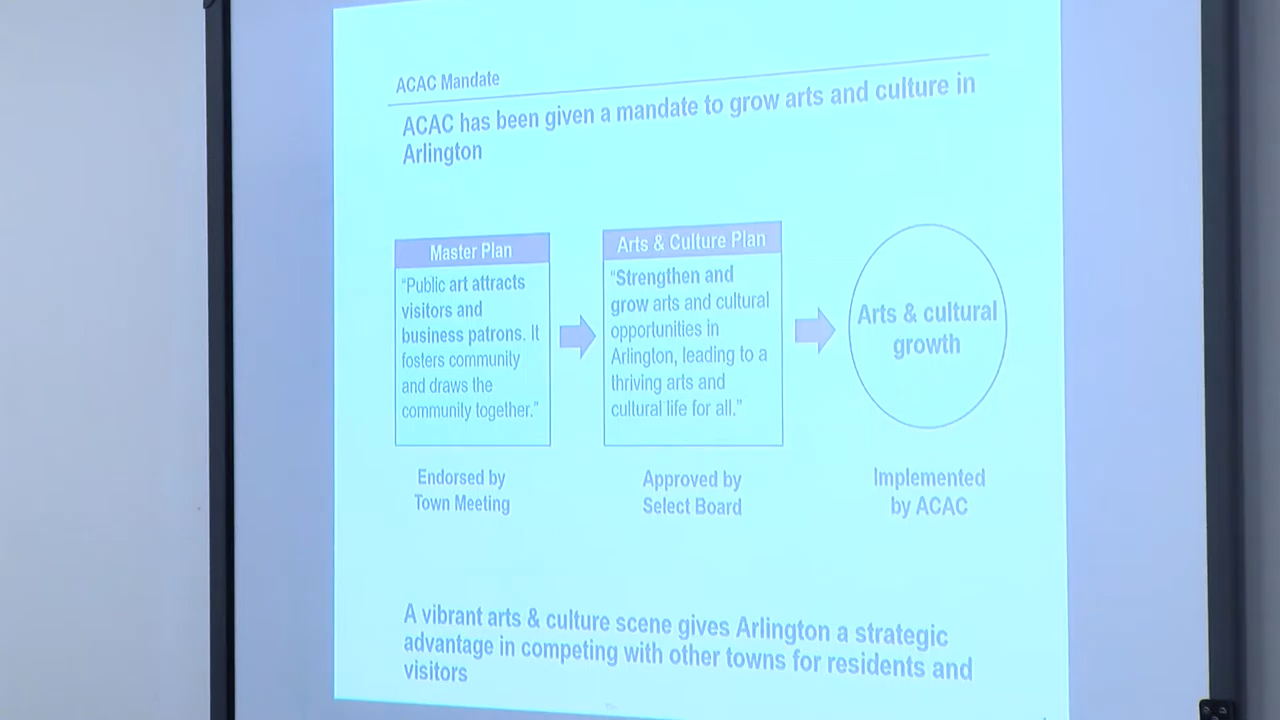 ACAC Mandate
ACAC has been given a mandate to grow arts and culture in
Arlington
Master Plan
“Public art attracts
visitors and
business patrons. It
fosters community
and draws the
community together.”
Endorsed by
Town Meeting
Arts & Culture Plan
“Strengthen and
grow arts and cultural
opportunities in
Arlington, leading to a
thriving arts and
cultural life for all.”
Approved by
Select Board
Arts & cultural
growth
Implemented
by ACAC
A vibrant arts & culture scene gives Arlington a strategic
advantage in competing with other towns for residents and
visitors